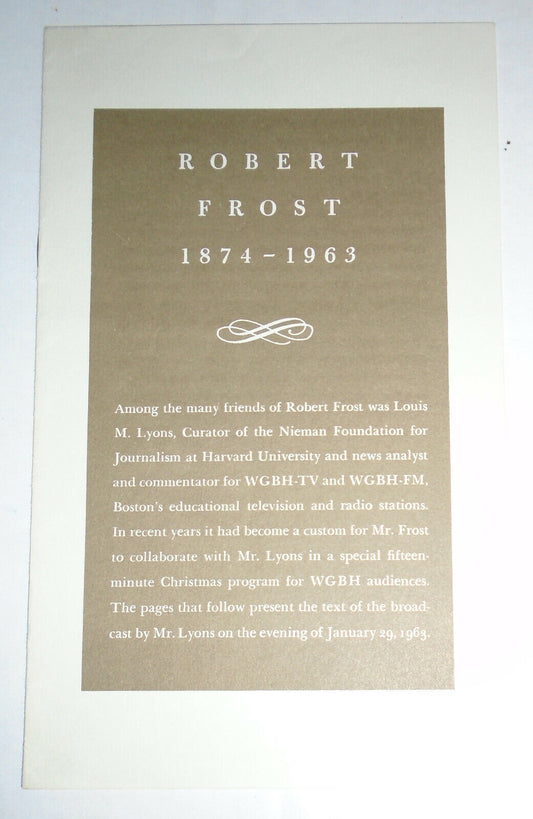 ROBERT
FROST
1874-1963
Among the many friends of Robert Frost was Louis
M. Lyons, Curator of the Nieman Foundation for
Journalism at Harvard University and news analyst
and commentator for WGBH-TV and WGBH-FM,
Boston's educational television and radio stations.
In recent years it had become a custom for Mr. Frost
to collaborate with Mr. Lyons in a special fifteen-
minute Christmas program for WGBH audiences.
The pages that follow present the text of the broad-
cast by Mr. Lyons on the evening of January 29, 1963.